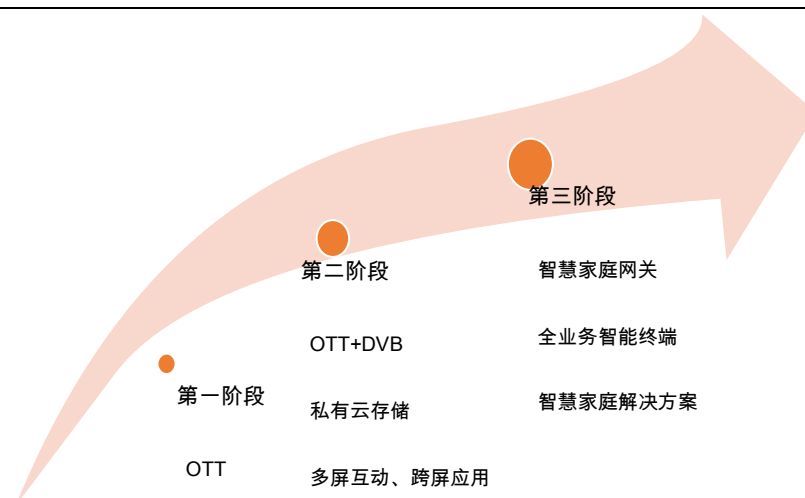 第一阶段
OTT
第二阶段
OTT+DVB
私有云存储
多屏互动、跨屏应用
第三阶段
智慧家庭网关
全业务智能终端
智慧家庭解决方案